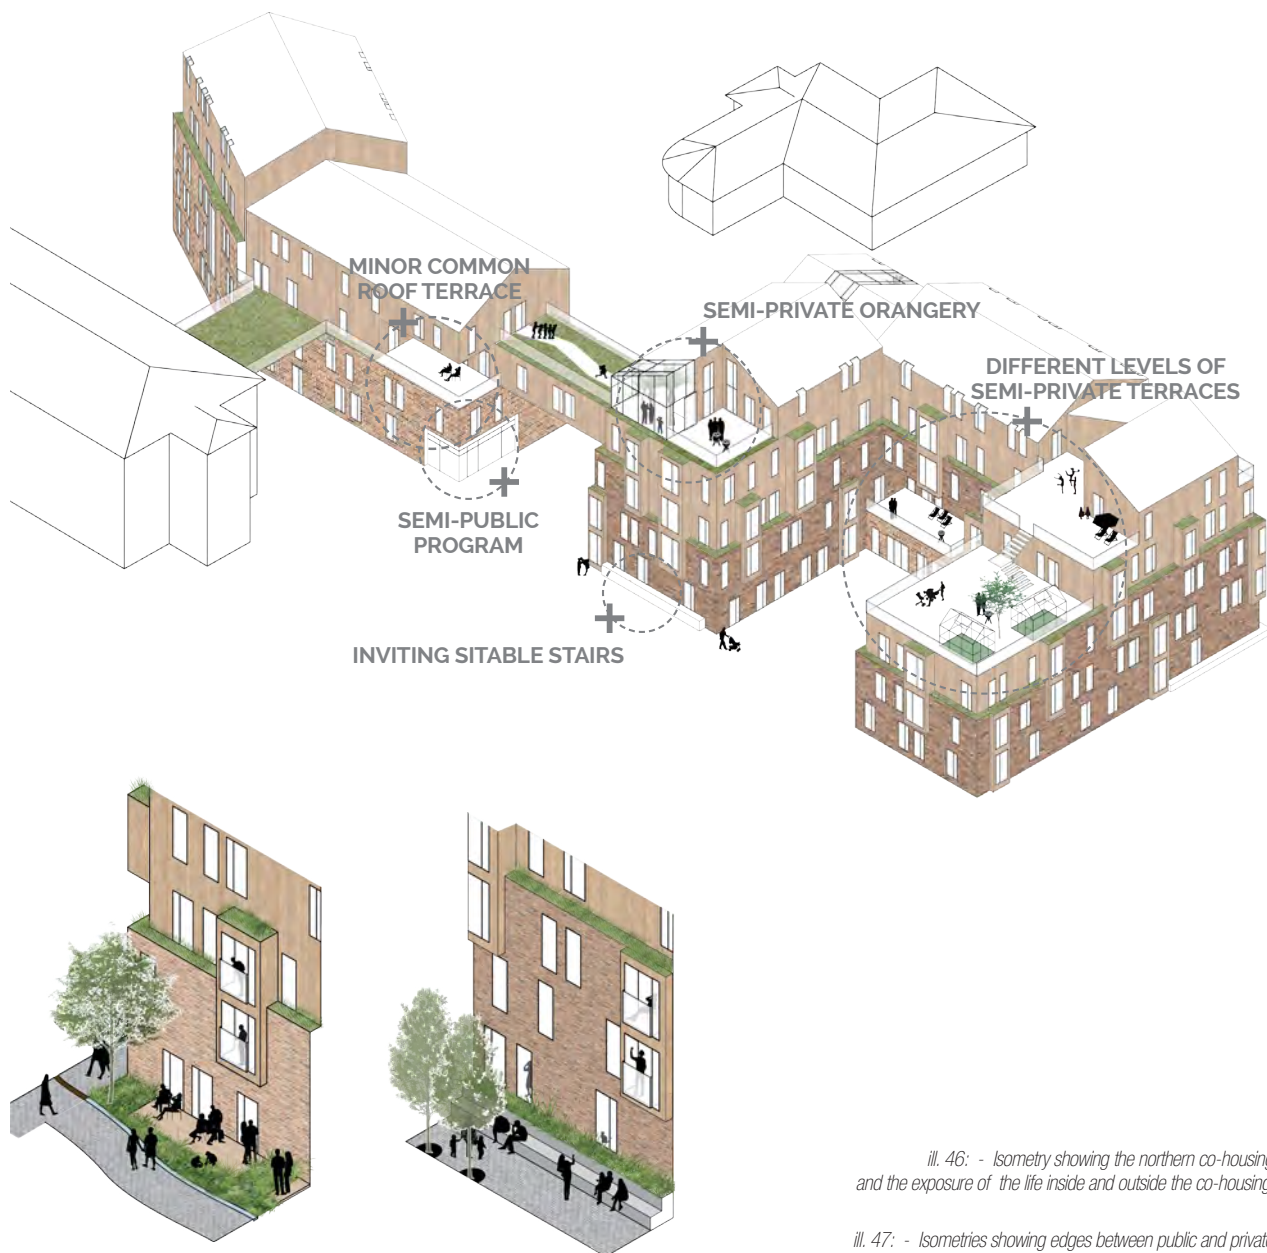 MINOR COMMON
ROOF TERRACE
SEMI-PRIVATE ORANGERY
DIFFERENT LEVELS OF
SEMI-PRIVATE TERRACES
SEMI-PUBLIC
PROGRAM
INVITING SITABLE STAIRS
ill. 46: - Isometry showing the northern co-housing
and the exposure of the life inside and outside the co-housing
ill. 47: - Isometries showing edges between public and private